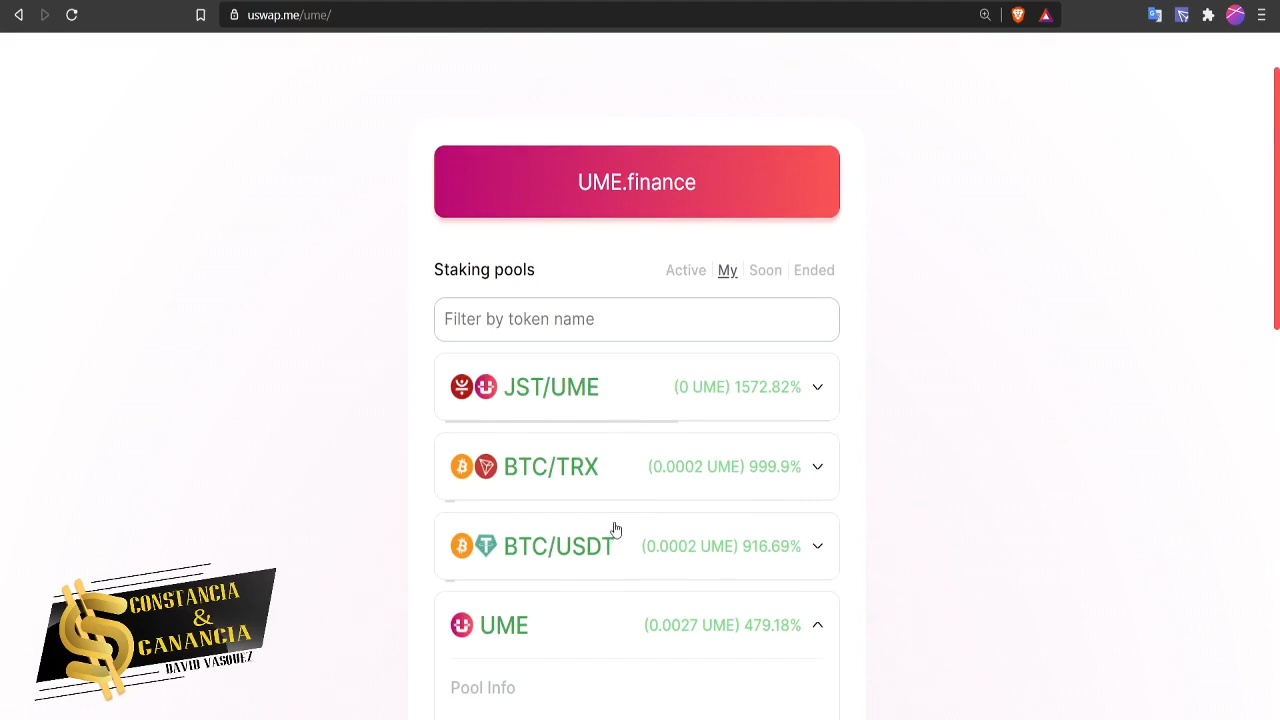 uswap.me/ume/
UME.finance
Staking pools
Active
My
Soon
Ended
Filter by token name
JST/UME
(0 UME) 1572.82%
BTC/TRX
(0.0002 UME) 999.9%
BTC/USDT
(0.0002 UME) 916.69%
UME
(0.0027 UME) 479.18%
Pool Info
CONSTANCIA
&
GANANCIA
DAVID VASQUEZ